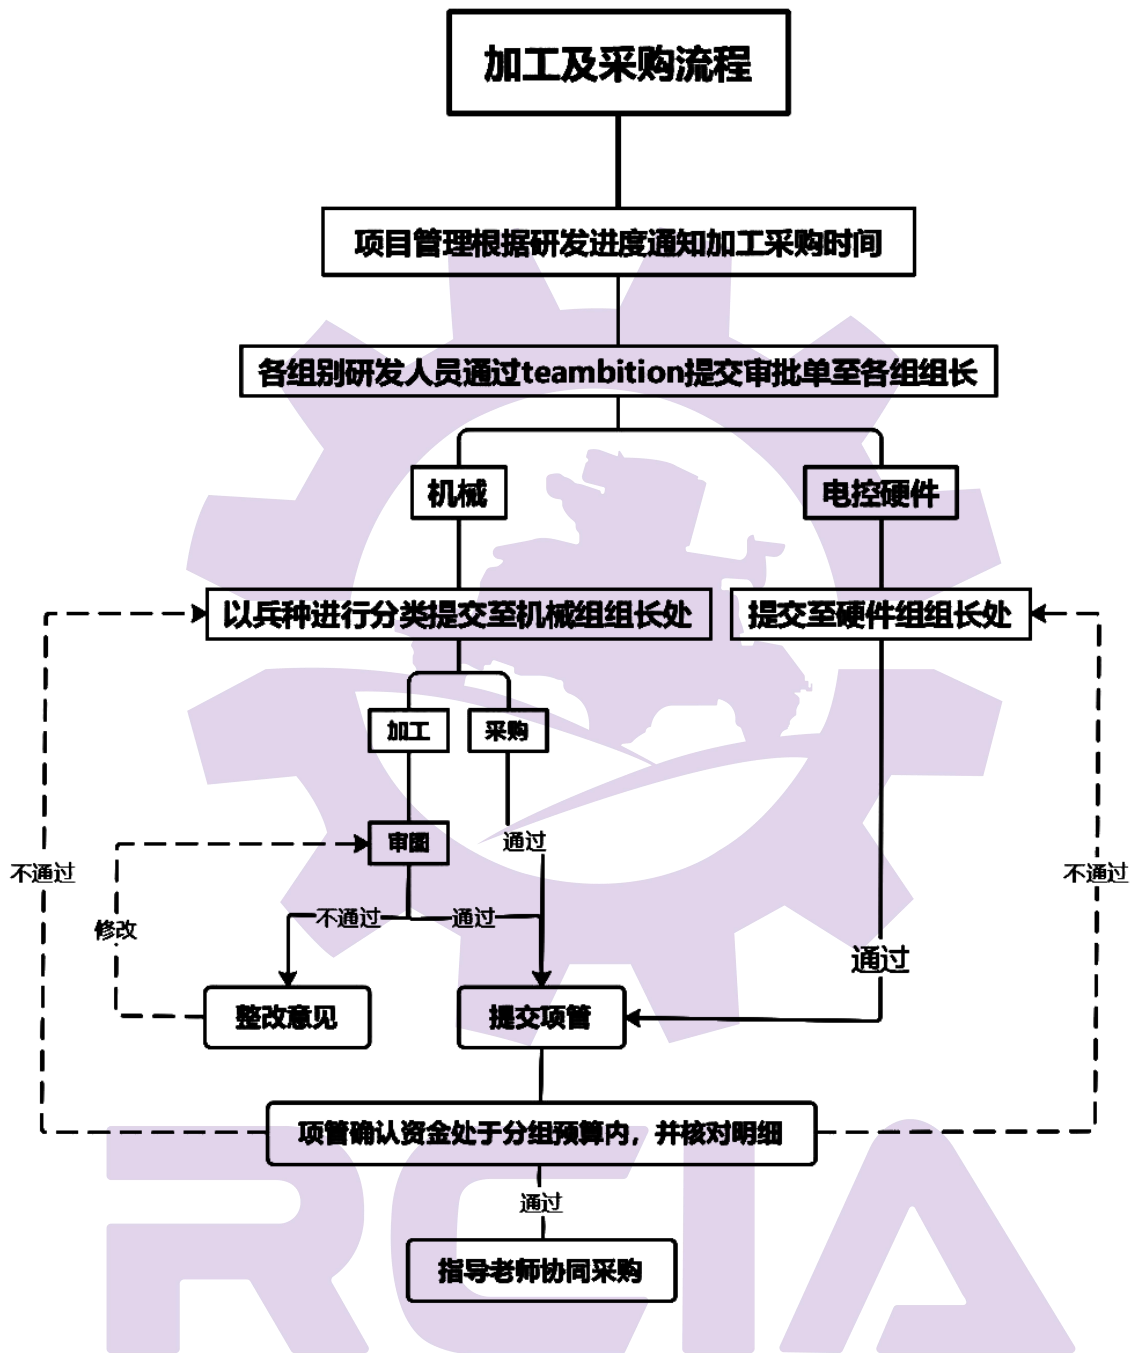 加工及采购流程
项目管理根据研发进度通知加工采购时间
各组别研发人员通过teambition提交审批单至各组组长
机械
电控硬件
以兵种进行分类提交至机械组组长处
提交至硬件组组长处
加工
采购
审图
通过
不通过
不通过
不通过
通过
修改
通过
整改意见
提交项管
项管确认资金处于分组预算内，并核对明细
通过
指导老师协同采购
RCIA